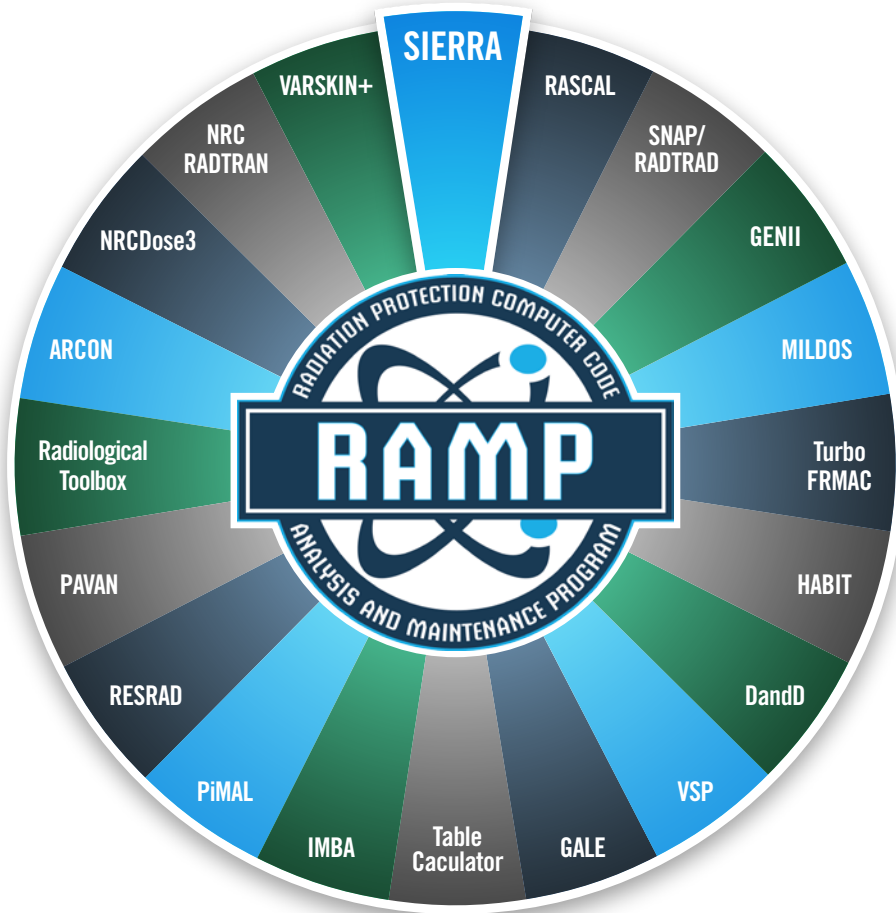 SIERRA
RASCAL
SNAP/
RADTRAD
GENII
MILDOS
Turbo
FRMAC
HABIT
DandD
VSP
GALE
Table
Caculator
IMBA
PiMAL
RESRAD
PAVAN
Radiological
Toolbox
ARCON
NRCDose3
NRC
RADTRAN
VARSKIN+
RADIATION PROTECTION COMPUTER CODE
RAMP
ANALYSIS AND MAINTENANCE PROGRAM